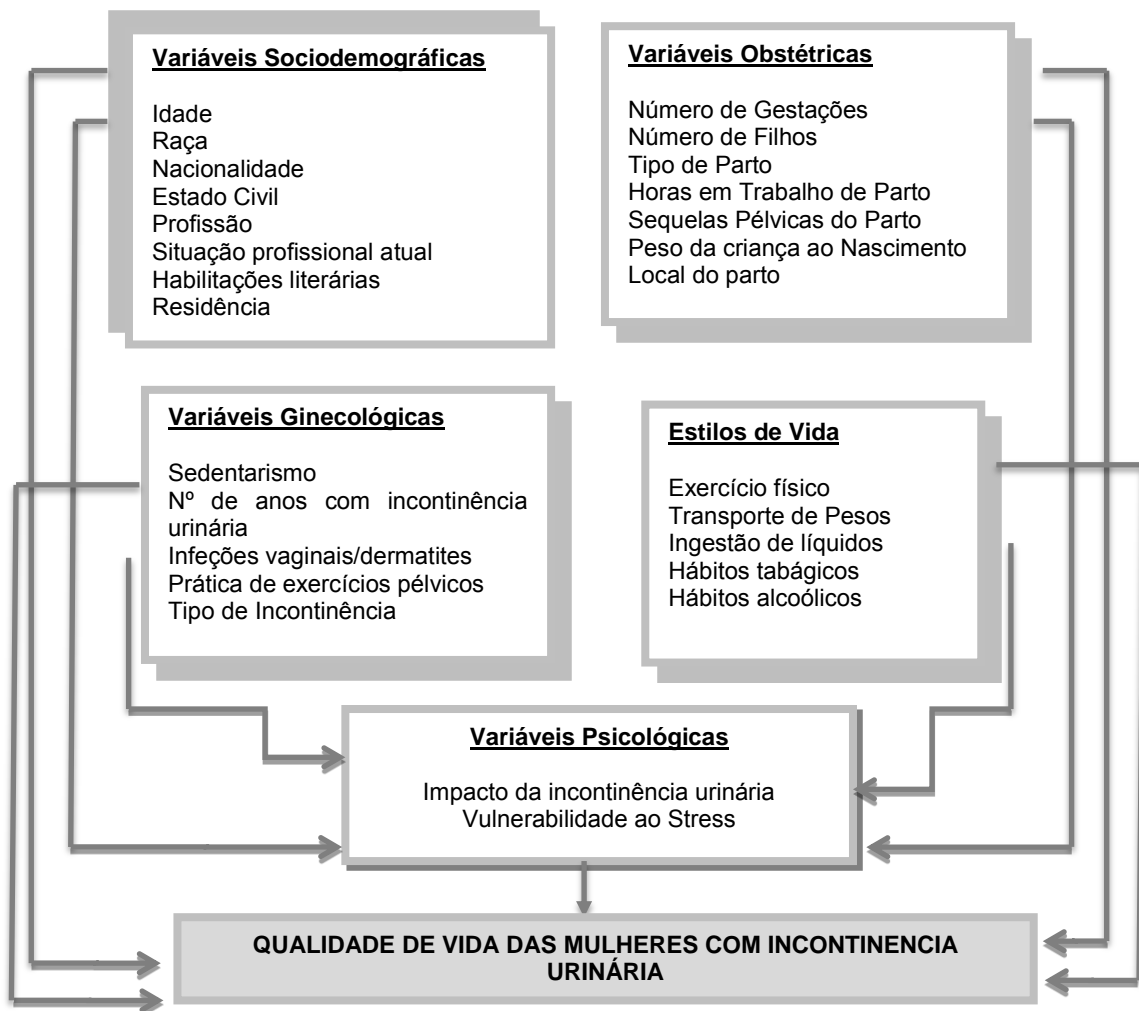 Variáveis Sociodemográficas
Idade
Raça
Nacionalidade
Estado Civil
Profissão
Situação profissional atual
Habilitações literárias
Residência
Variáveis Obstétricas
Número de Gestações
Número de Filhos
Tipo de Parto
Horas em Trabalho de Parto
Sequelas Pélvicas do Parto
Peso da criança ao Nascimento
Local do parto
Variáveis Ginecológicas
Sedentarismo
Nº de anos com incontinência
urinária
Infeções vaginais/dermatites
Prática de exercícios pélvicos
Tipo de Incontinência
Estilos de Vida
Exercício físico
Transporte de Pesos
Ingestão de líquidos
Hábitos tabágicos
Hábitos alcoólicos
Variáveis Psicológicas
Impacto da incontinência urinária
Vulnerabilidade ao Stress
QUALIDADE DE VIDA DAS MULHERES COM INCONTINENCIA
URINÁRIA